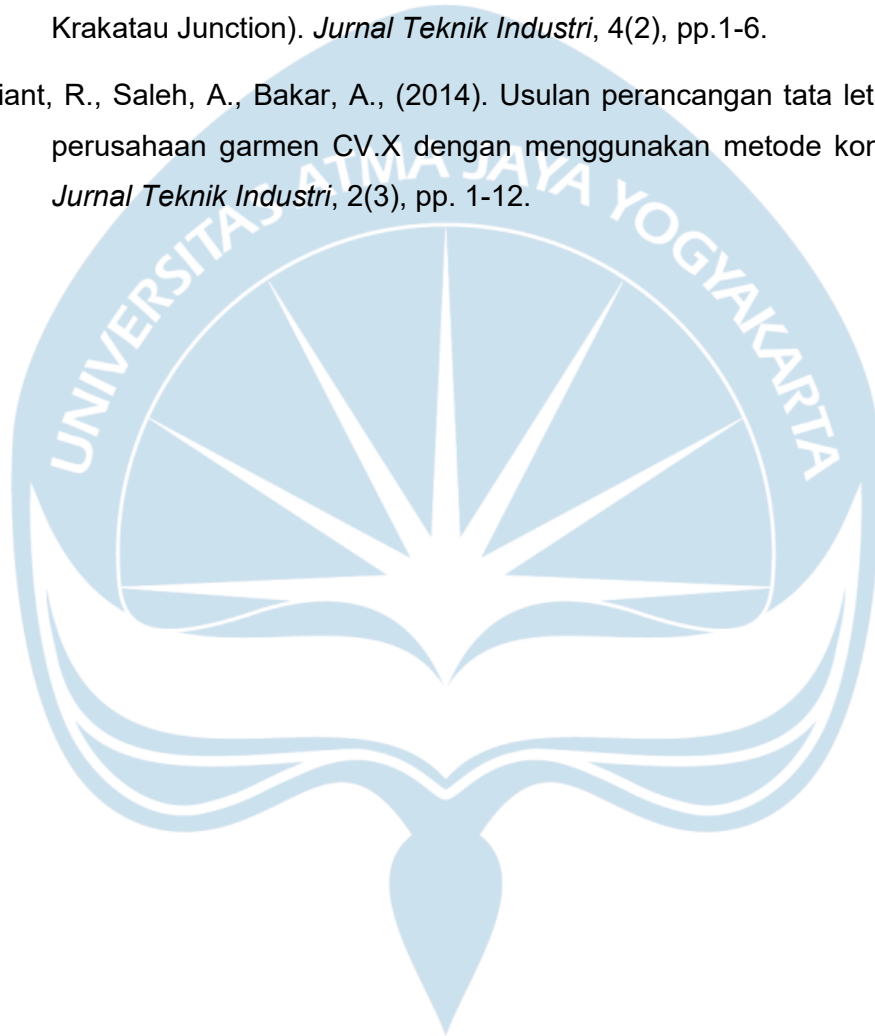 Krakatau Junction). Jurnal Teknik Industri, 4(2), pp.1-6.
iant, R., Saleh, A., Bakar, A., (2014). Usulan perancangan tata let
perusahaan garmen CV.X dengan menggunakan metode kon
Jurnal Teknik Industri, 2(3), pp. 1-12.
UNIVERSITAS ATMA JAYA YOGYAKARTA